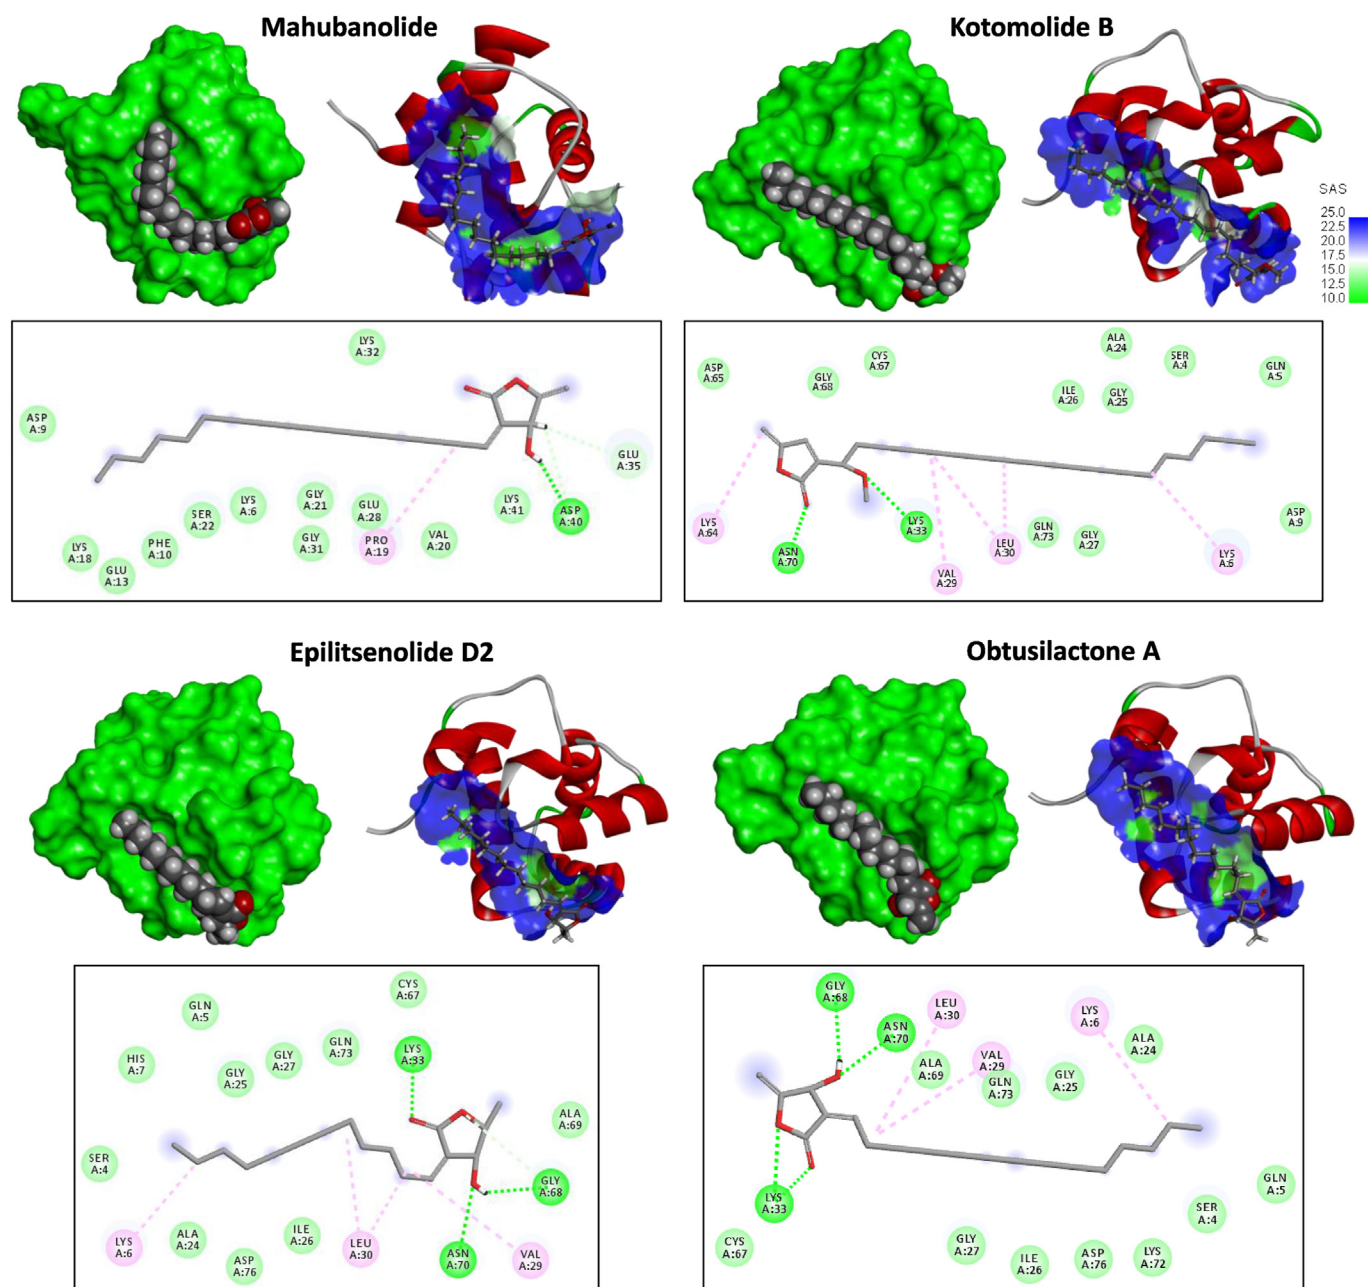 Mahubanolide
Kotomolide B
SAS
25.0
22.5
20.0
17.5
15.0
12.5
10.0
LYS
A:32
ASP
A:9
GLU
A:35
LYS
A:6
GLY
A:21
GLU
A:28
LYS
A:41
ASP
A:40
SER
A:22
LYS
A:18
PHE
A:10
GLY
A:31
PRO
A:19
VAL
A:20
GLU
A:13
ASP
A:65
GLY
A:68
CYS
A:67
ALA
A:24
SER
A:4
GLN
A:5
ILE
A:26
GLY
A:25
LYS
A:64
ASN
A:70
LYS
A:33
VAL
A:29
LEU
A:30
GLN
A:73
GLY
A:27
LYS
A:6
ASP
A:9
Epilitsenolide D2
Obtusilactone A
CYS
A:67
GLN
A:5
HIS
A:7
GLY
A:25
GLY
A:27
GLN
A:73
LYS
A:33
ALA
A:69
SER
A:4
GLY
A:68
LYS
A:6
ALA
A:24
ASP
A:76
ILE
A:26
LEU
A:30
ASN
A:70
VAL
A:29
GLY
A:68
LEU
A:30
ASN
A:70
LYS
A:6
ALA
A:24
ALA
A:69
VAL
A:29
GLN
A:73
GLY
A:25
LYS
A:33
GLN
A:5
SER
A:4
CYS
A:67
GLY
A:27
ILE
A:26
ASP
A:76
LYS
A:72